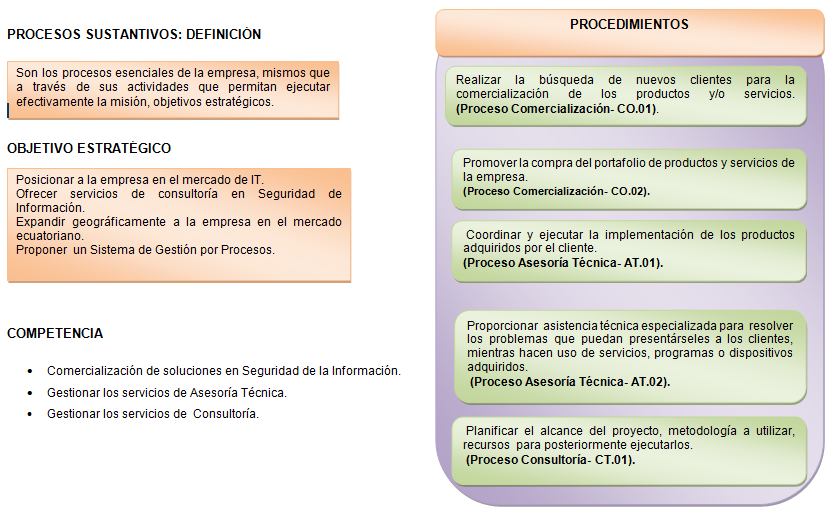 PROCESOS SUSTANTIVOS: DEFINICIÓN
Son los procesos esenciales de la empresa, mismos que
a través de sus actividades que permitan ejecutar
efectivamente la misión, objetivos estratégicos.
OBJETIVO ESTRATÉGICO
Posicionar a la empresa en el mercado de IT.
Ofrecer servicios de consultoría en Seguridad de
Información.
Expandir geográficamente a la empresa en el mercado
ecuatoriano.
Proponer un Sistema de Gestión por Procesos.
COMPETENCIA
• Comercialización de soluciones en Seguridad de la Información.
• Gestionar los servicios de Asesoría Técnica.
• Gestionar los servicios de Consultoría.
PROCEDIMIENTOS
Realizar la búsqueda de nuevos clientes para la
comercialización de los productos y/o servicios.
(Proceso Comercialización- CO.01).
Promover la compra del portafolio de productos y servicios de
la empresa.
(Proceso Comercialización- CO.02).
Coordinar y ejecutar la implementación de los productos
adquiridos por el cliente.
(Proceso Asesoría Técnica- AT.01).
Proporcionar asistencia técnica especializada para resolver
los problemas que puedan presentárseles a los clientes,
mientras hacen uso de servicios, programas o dispositivos
adquiridos.
(Proceso Asesoría Técnica- AT.02).
Planificar el alcance del proyecto, metodología a utilizar,
recursos para posteriormente ejecutarlos.
(Proceso Consultoría- CT.01).